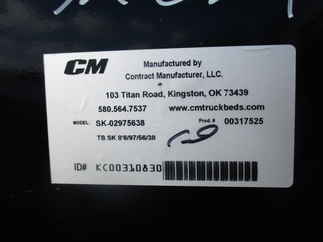 CM
Manufactured by
Contract Manufacturer, LLC.
103 Titan Road, Kingston, OK 73439
580.564.7537 www.cmtruckbeds.com
MODEL: SK-02975638 Prod # 00317525
TB.SK 8'6/97/56/38
ID# KC00310830